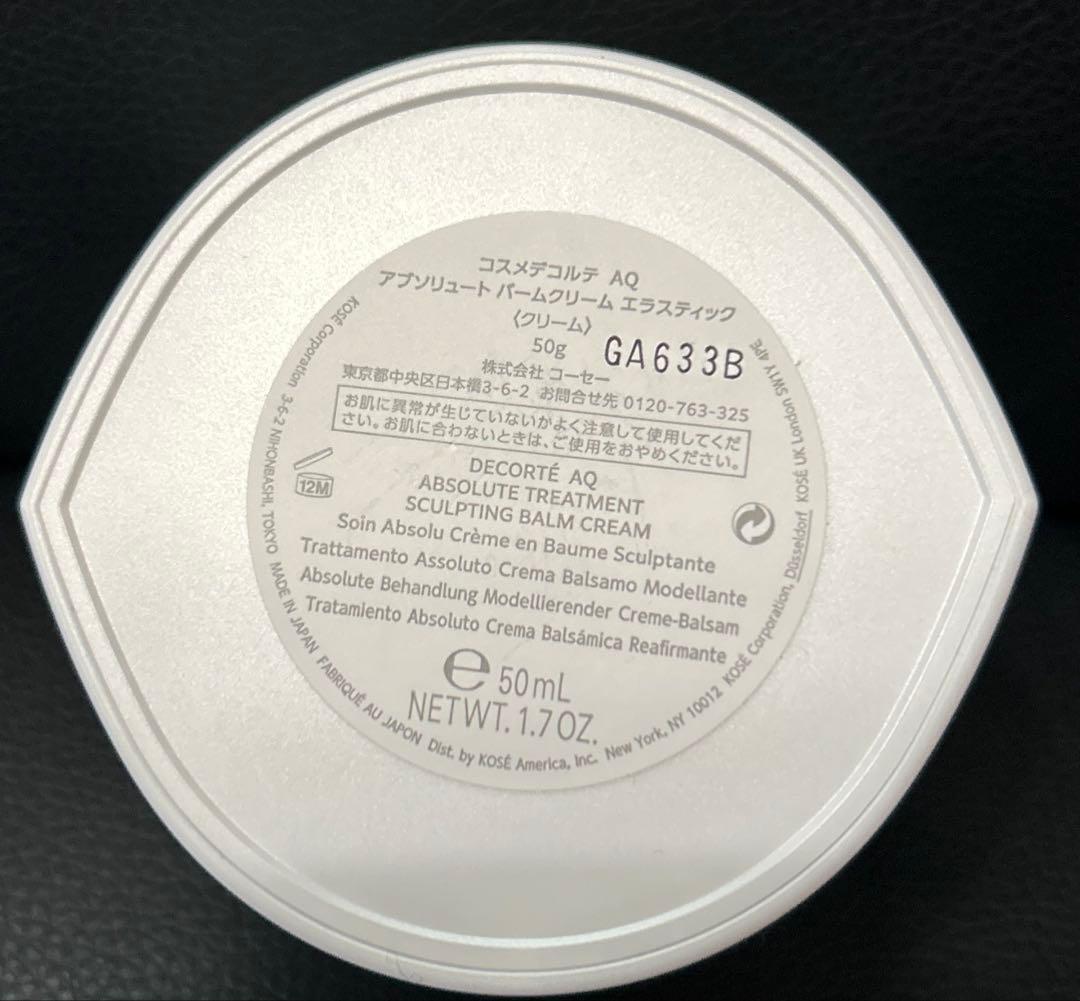 コスメデコルテ AQ
アブソリュート バームクリーム エラスティック
〈クリーム〉
50g
GA633B
株式会社 コーセー
東京都中央区日本橋3-6-2 お問合せ先 0120-763-325
お肌に異常が生じていないかよく注意して使用してくだ
さい。お肌に合わないときは、ご使用をおやめください。
12M
DECORTÉ AQ
ABSOLUTE TREATMENT
SCULPTING BALM CREAM
Soin Absolu Crème en Baume Sculptante
Trattamento Assoluto Crema Balsamo Modellante
Absolute Behandlung Modellierender Creme-Balsam
Tratamiento Absoluto Crema Balsámica Reafirmante
e 50mL
NETWT. 1.7 OZ.
KOSÉ Corporation 3-6-2 NIHONBASHI, TOKYO MADE IN JAPAN FABRIQUÉ AU JAPON Dist. by KOSÉ America, Inc. New York, NY 10012 KOSÉ Corporation, Düsseldorf KOSÉ UK London SW1Y 4PE